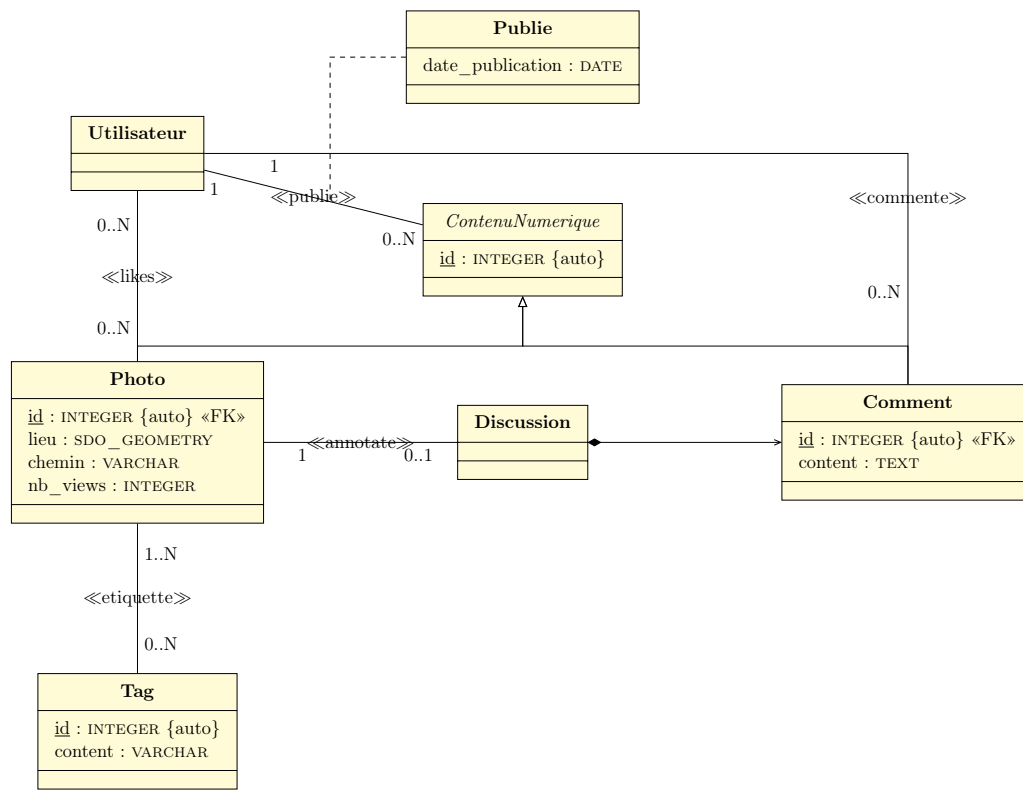 Publie
date_publication : DATE
Utilisateur
1
1
≪publie≫
≪commente≫
0..N
ContenuNumerique
0..N
id : INTEGER {auto}
≪likes≫
0..N
0..N
Photo
id : INTEGER {auto} «FK»
lieu : SDO_GEOMETRY
chemin : VARCHAR
nb_views : INTEGER
Discussion
≪annotate≫
1
0..1
Comment
id : INTEGER {auto} «FK»
content : TEXT
1..N
≪etiquette≫
0..N
Tag
id : INTEGER {auto}
content : VARCHAR